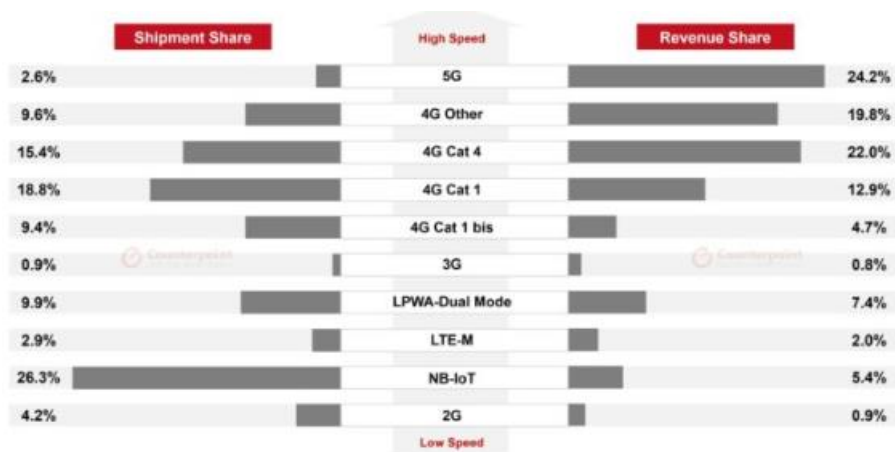 Shipment Share High Speed Revenue Share
2.6% 5G 24.2%
9.6% 4G Other 19.8%
15.4% 4G Cat 4 22.0%
18.8% 4G Cat 1 12.9%
9.4% 4G Cat 1 bis 4.7%
Counterpoint Counterpoint
0.9% 3G 0.8%
9.9% LPWA-Dual Mode 7.4%
2.9% LTE-M 2.0%
26.3% NB-IoT 5.4%
4.2% 2G 0.9%
Low Speed